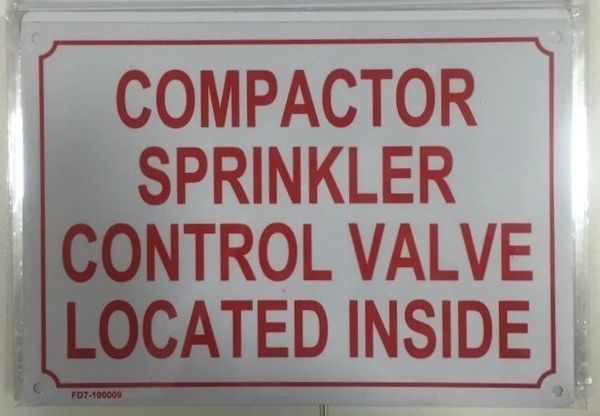 COMPACTOR
SPRINKLER
CONTROL VALVE
LOCATED INSIDE
FD7-100009